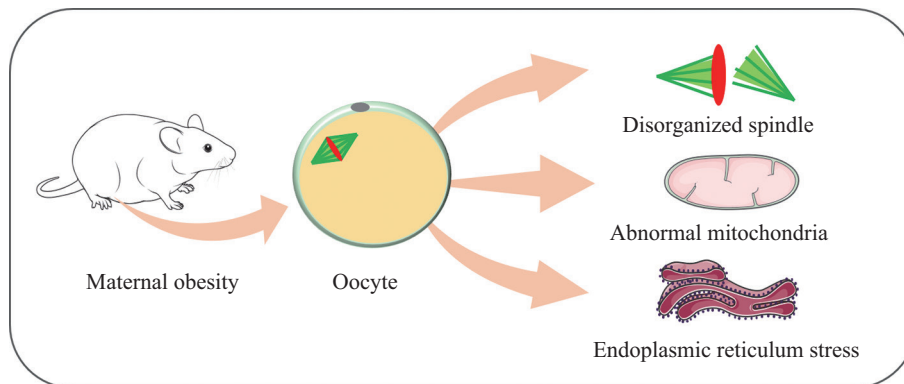 Maternal obesity
Oocyte
Disorganized spindle
Abnormal mitochondria
Endoplasmic reticulum stress